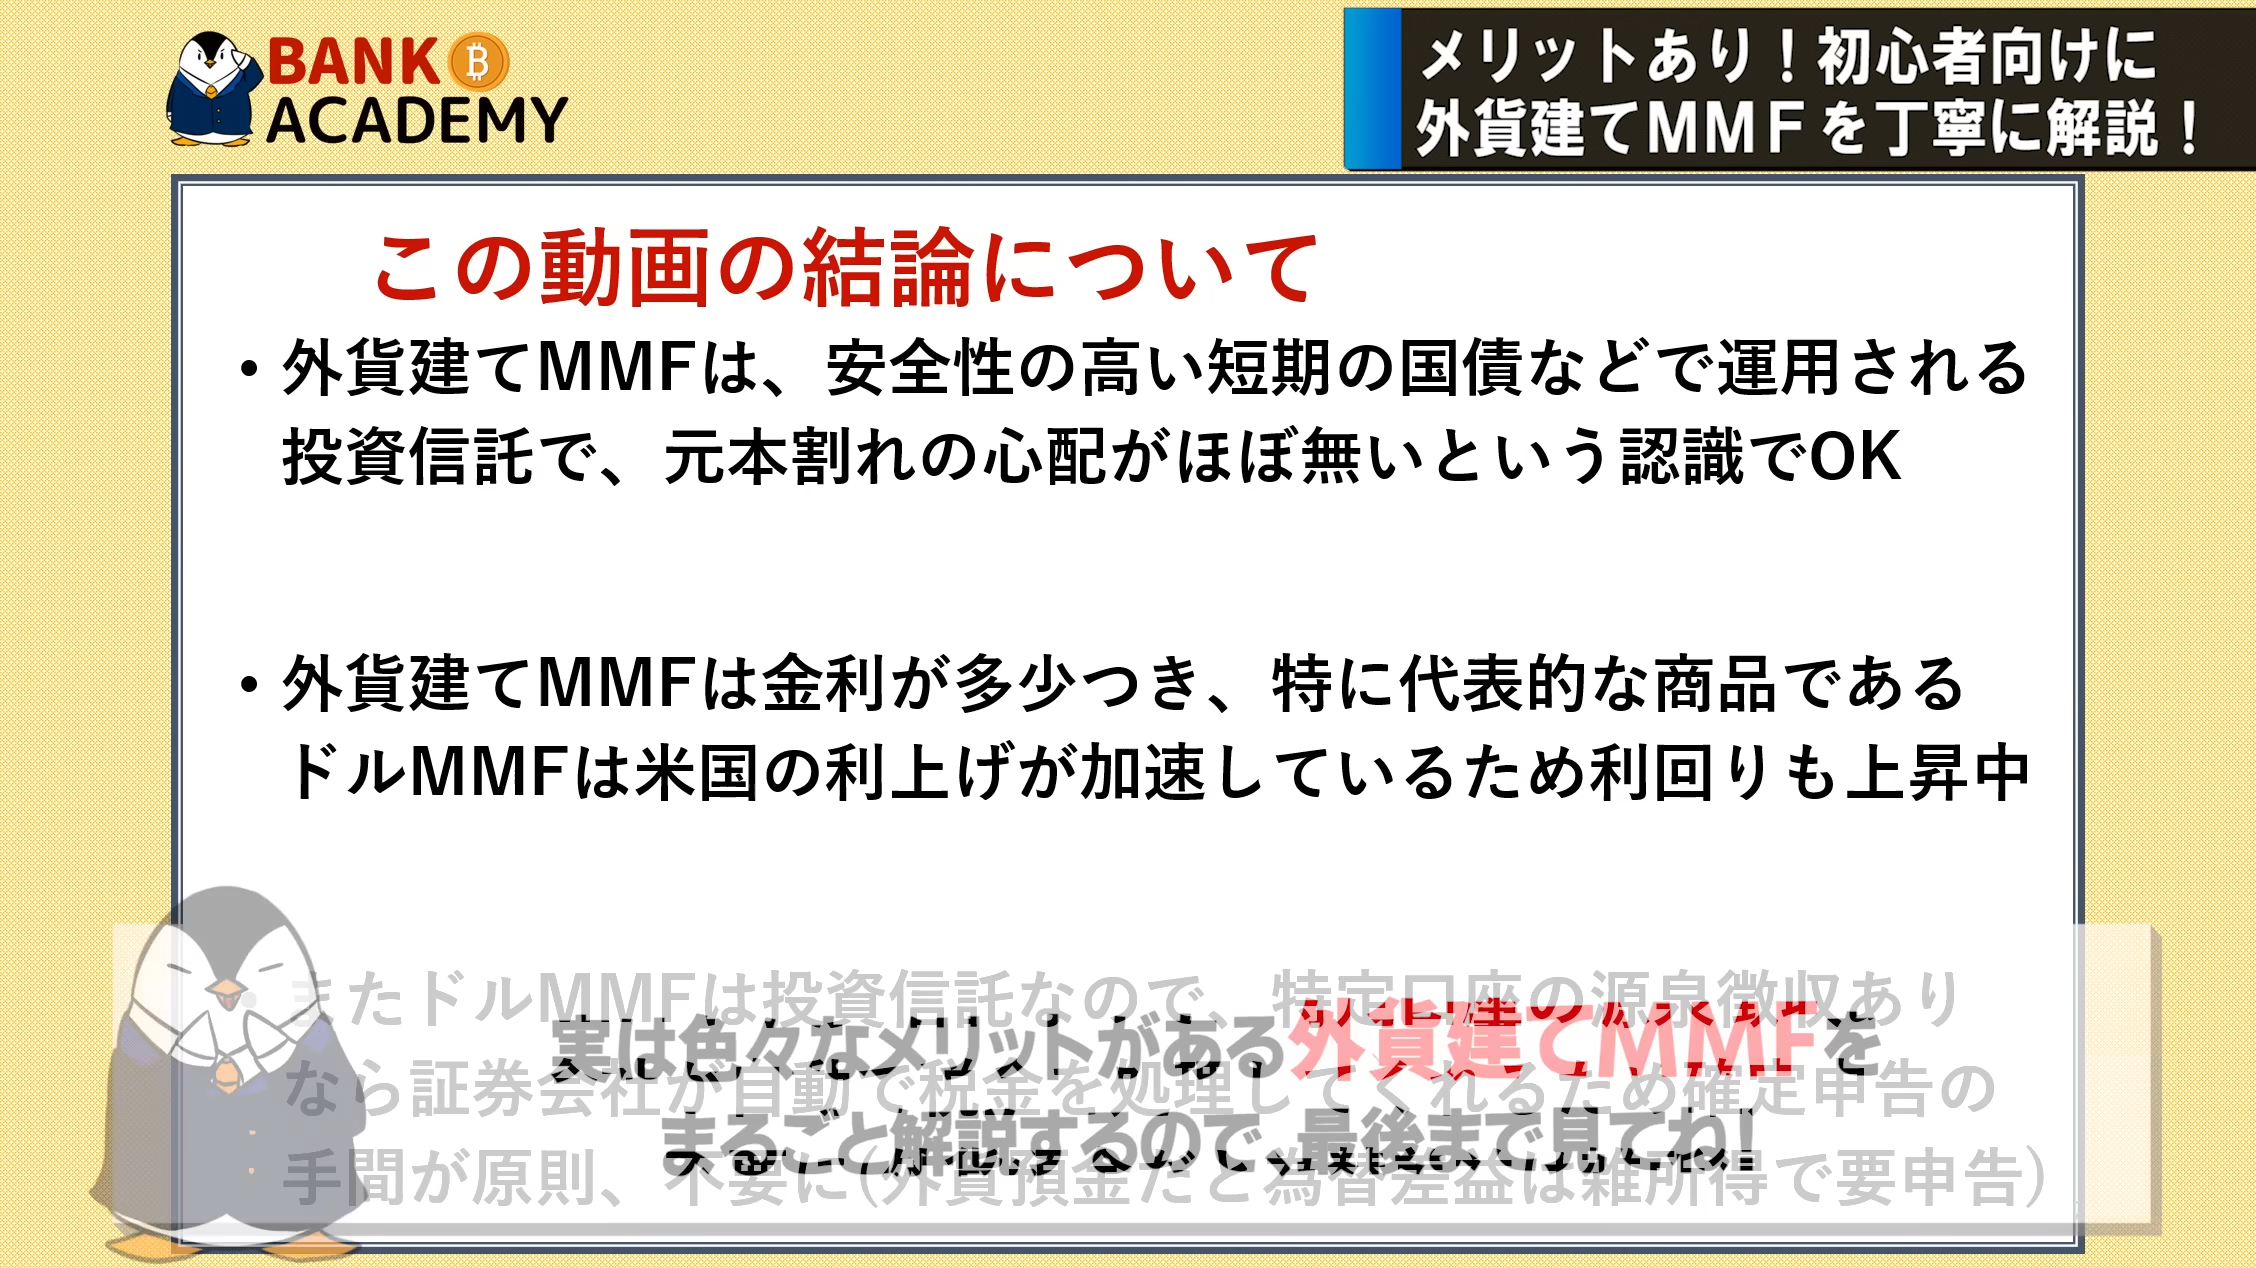 BANK
ACADEMY
メリットあり！初心者向けに
外貨建てMMFを丁寧に解説！
この動画の結論について
・外貨建てMMFは、安全性の高い短期の国債などで運用される
投資信託で、元本割れの心配がほぼ無いという認識でOK
・外貨建てMMFは金利が多少つき、特に代表的な商品である
ドルMMFは米国の利上げが加速しているため利回りも上昇中
またドルMMFは投資信託なので、特定口座の源泉徴収あり
なら証券会社が自動で税金を処理してくれるため確定申告の
手間が原則、不要に(外貨預金だと為替差益は雑所得で要申告)
実は色々なメリットがある外貨建てMMFを
まるごと解説するので、最後まで見てね！